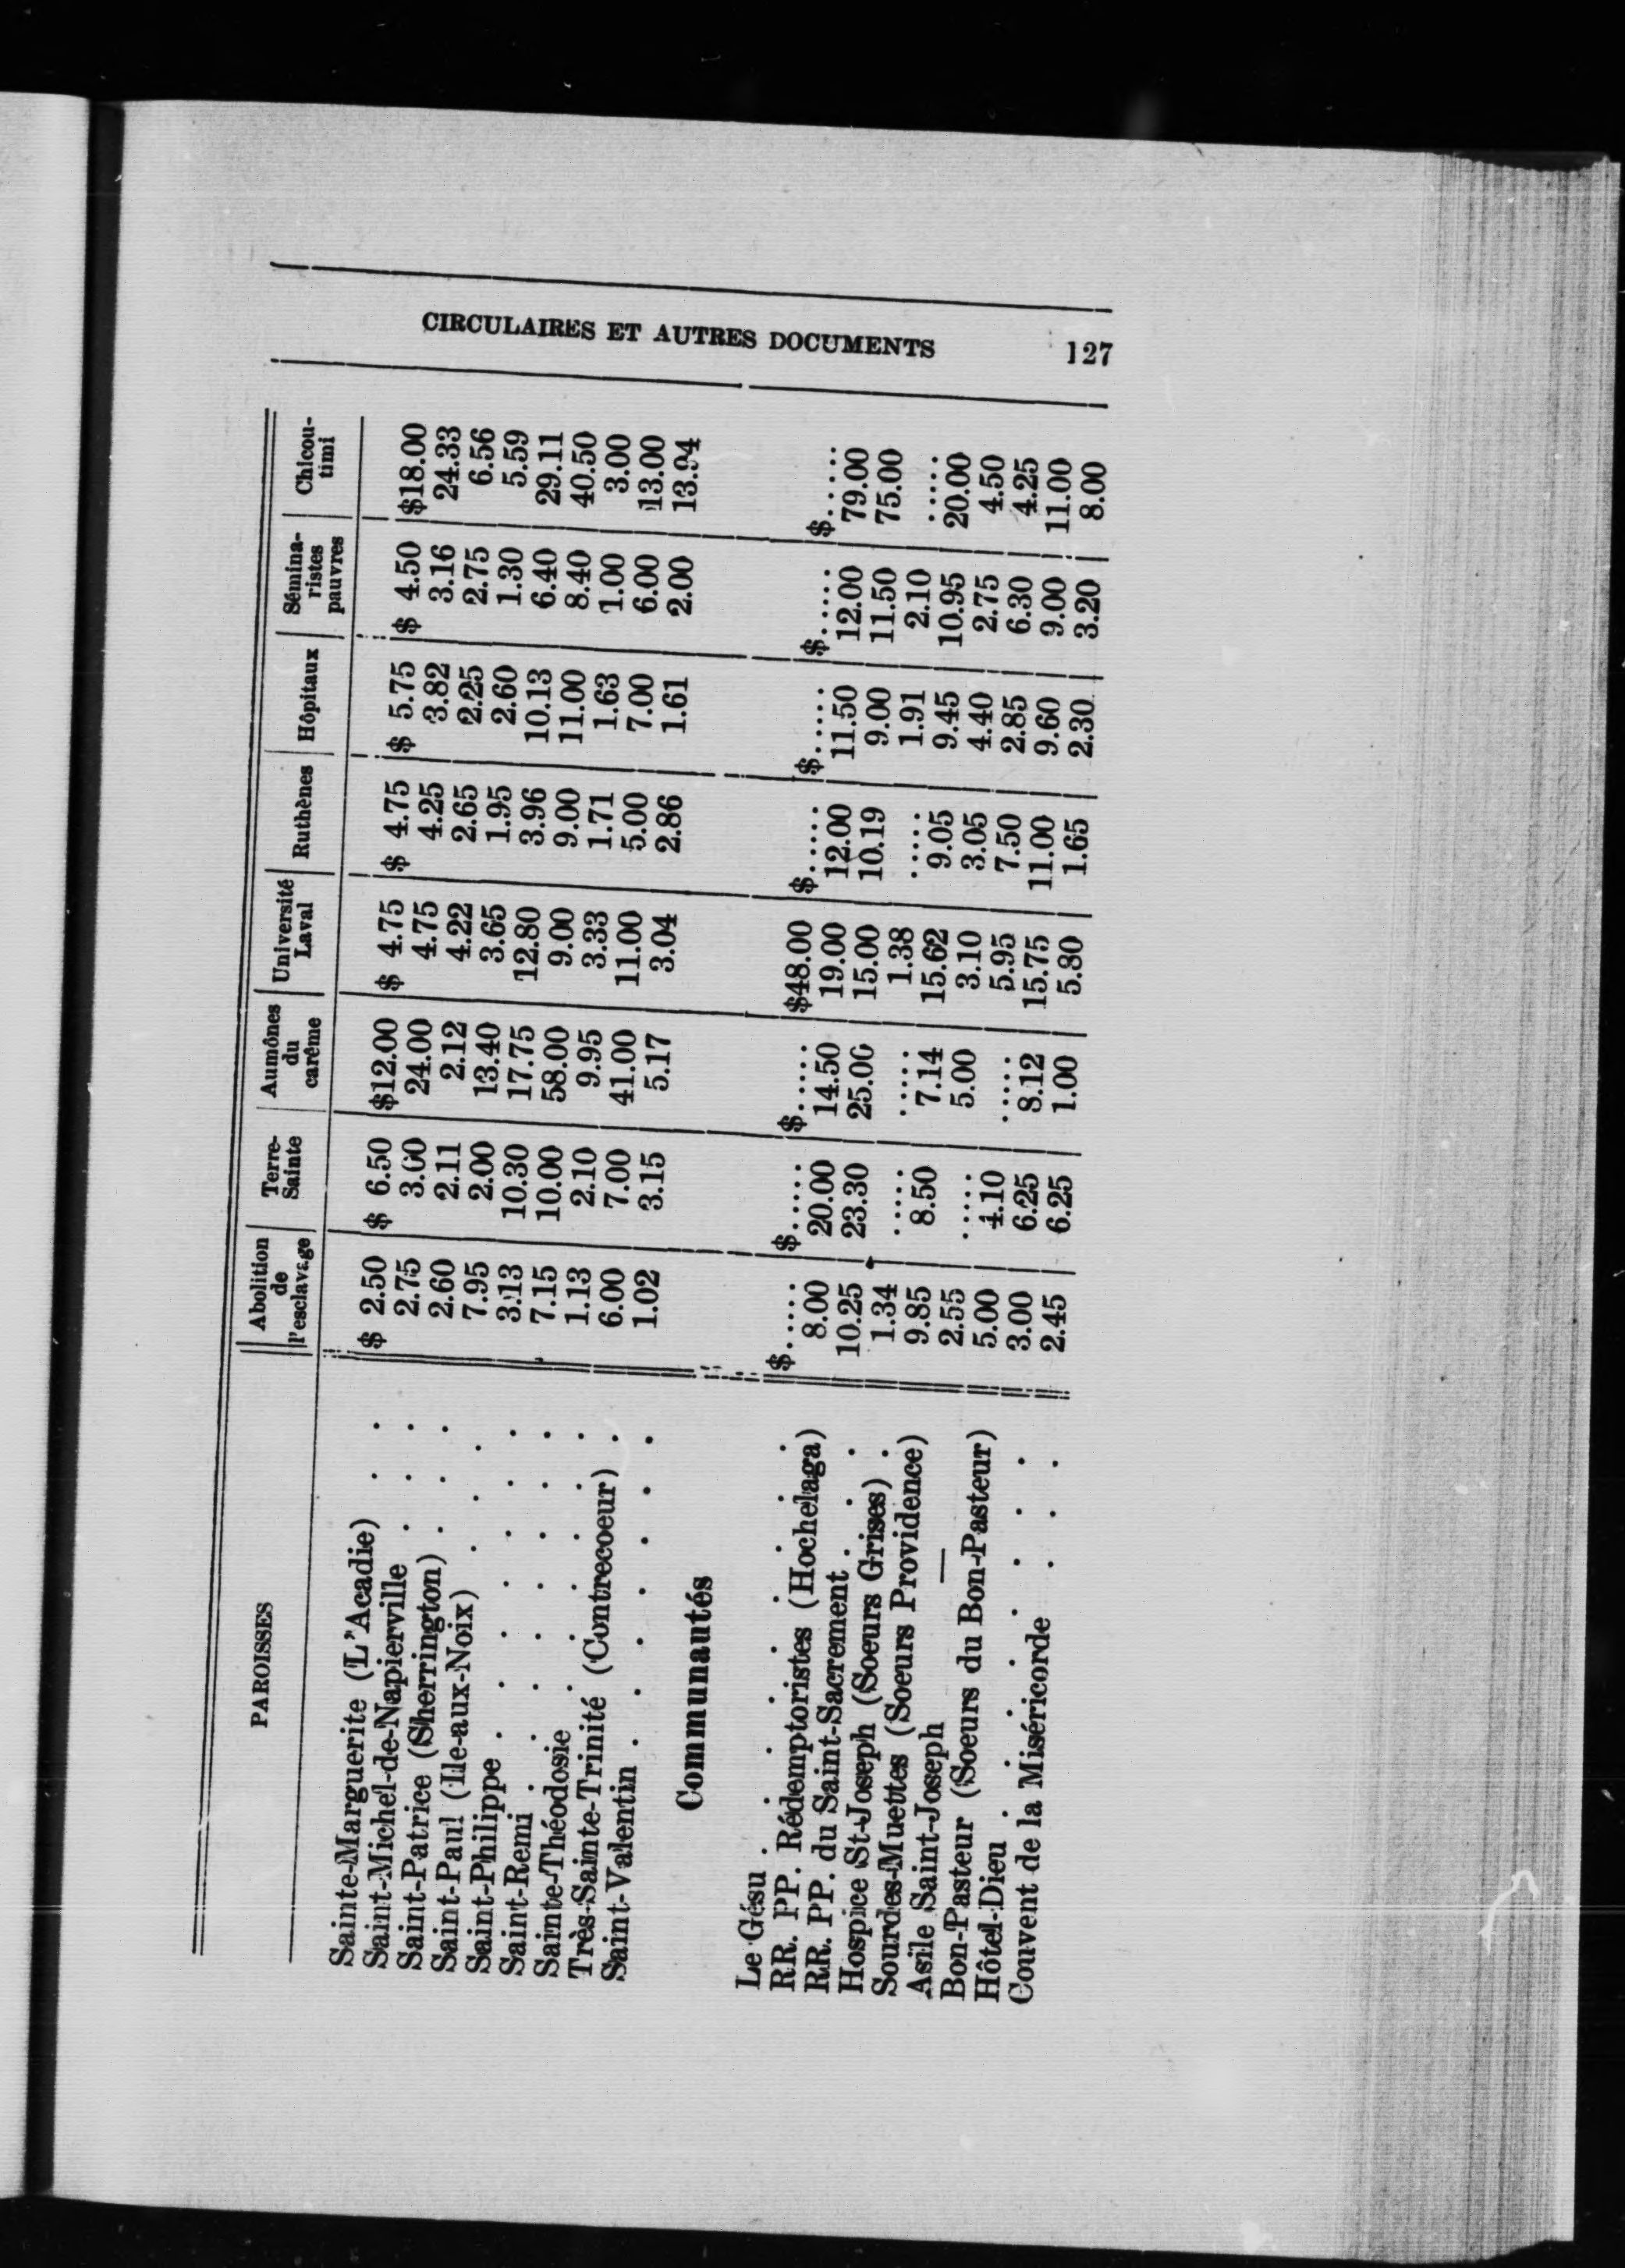 CIRCULAIRES ET AUTRES DOCUMENTS 127
PAROISSES | Abolition de l'esclavage | Terre-Sainte | Aumônes du carême | Université Laval | Ruthènes | Hôpitaux | Sémina-ristes pauvres | Chicou-timi
Sainte-Marguerite (L'Acadie) . . $ 2.50 $ 6.50 $12.00 $ 4.75 $ 4.75 $ 5.75 $ 4.50 $18.00
Saint-Michel-de-Napierville . . . 2.75 3.00 24.00 4.75 4.25 3.82 3.16 24.33
Saint-Patrice (Sherrington) . . . 2.60 2.11 2.12 4.22 2.65 2.25 2.75 6.56
Saint-Paul (Ile-aux-Noix) . . . 7.95 2.00 13.40 3.65 1.95 2.60 1.30 5.59
Saint-Philippe . . . . . . 3.13 10.30 17.75 12.80 3.96 10.13 6.40 29.11
Saint-Remi . . . . . . 7.15 10.00 58.00 9.00 9.00 11.00 8.40 40.50
Sainte-Théodosie . . . . . 1.13 2.10 9.95 3.33 1.71 1.63 1.00 3.00
Très-Sainte-Trinité (Contrecoeur) . 6.00 7.00 41.00 11.00 5.00 7.00 6.00 13.00
Saint-Valentin . . . . . . . 1.02 3.15 5.17 3.04 2.86 1.61 2.00 13.94
Communautés
Le Gésu . . . . . . . . $..... $..... $..... $48.00 $..... $..... $..... $.....
RR. PP. Rédemptoristes (Hochelaga) 8.00 20.00 14.50 19.00 12.00 11.50 12.00 79.00
RR. PP. du Saint-Sacrement . . . 10.25 23.30 25.00 15.00 10.19 9.00 11.50 75.00
Hospice St-Joseph (Soeurs Grises) . 1.34 ..... ..... 1.38 ..... 1.91 2.10 .....
Sourdes-Muettes (Soeurs Providence) 9.85 8.50 7.14 15.62 9.05 9.45 10.95 20.00
Asile Saint-Joseph — 2.55 ..... 5.00 3.10 3.05 4.40 2.75 4.50
Bon-Pasteur (Soeurs du Bon-Pasteur) 5.00 4.10 ..... 5.95 7.50 2.85 6.30 4.25
Hôtel-Dieu . . . . . . 3.00 6.25 8.12 15.75 11.00 9.60 9.00 11.00
Couvent de la Miséricorde . . . 2.45 6.25 1.00 5.80 1.65 2.30 3.20 8.00